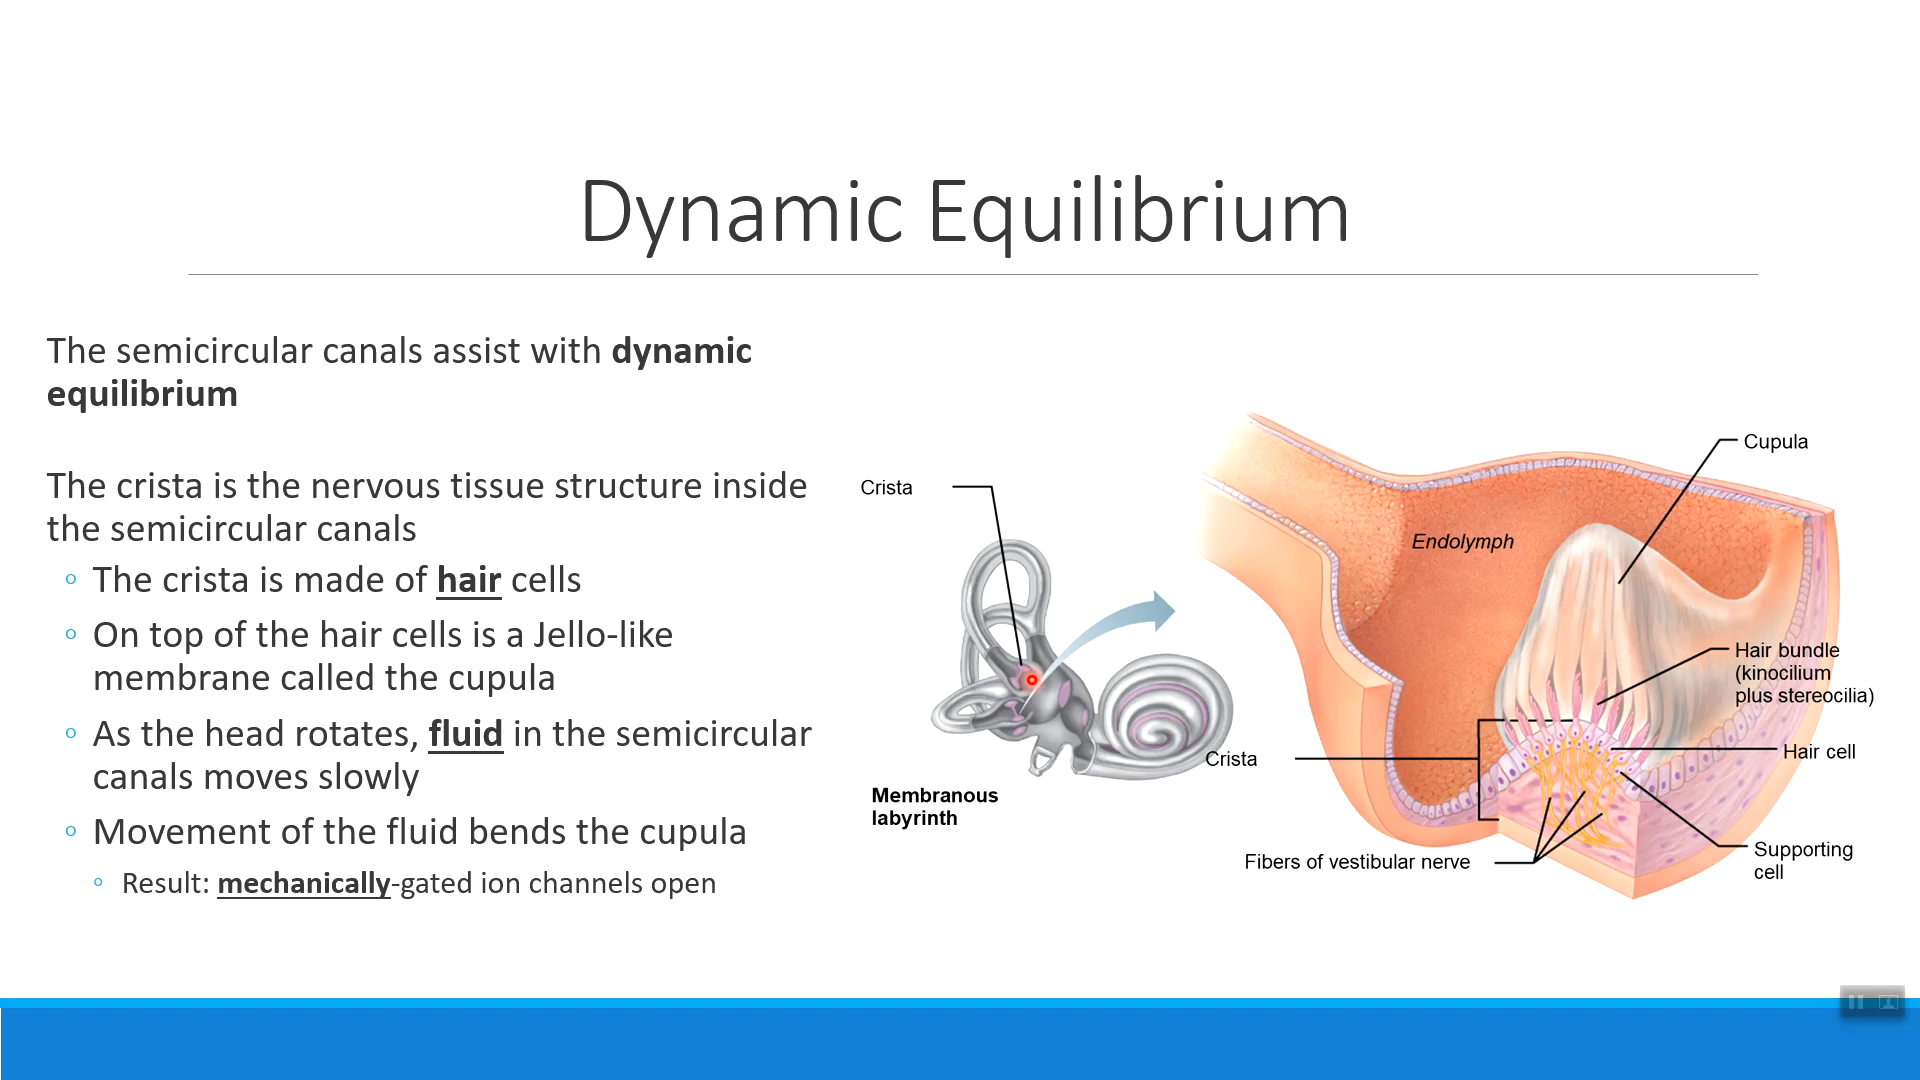 Dynamic Equilibrium
The semicircular canals assist with dynamic
equilibrium
The crista is the nervous tissue structure inside
the semicircular canals
◦ The crista is made of hair cells
◦ On top of the hair cells is a Jello-like
membrane called the cupula
◦ As the head rotates, fluid in the semicircular
canals moves slowly
◦ Movement of the fluid bends the cupula
◦ Result: mechanically-gated ion channels open
Crista
Membranous
labyrinth
Cupula
Endolymph
Hair bundle
(kinocilium
plus stereocilia)
Crista
Hair cell
Fibers of vestibular nerve
Supporting
cell